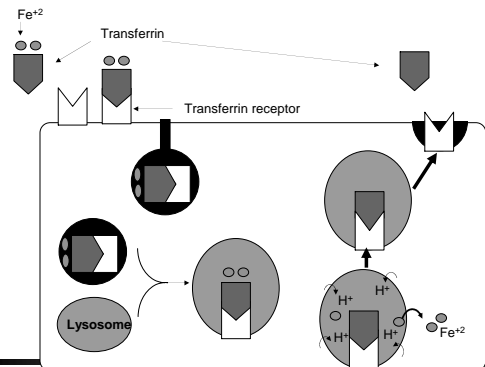 Fe+2
Transferrin
Transferrin receptor
Lysosome
H+
H+
H+
H+
Fe+2